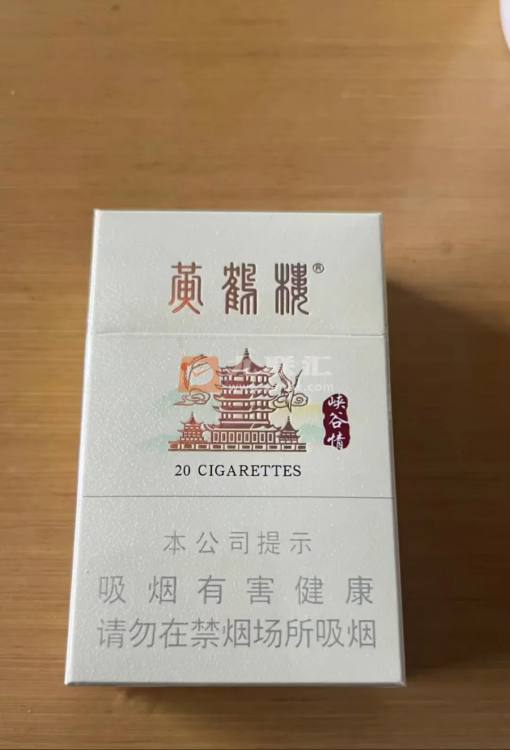 黄鹤楼®
峡谷情
20 CIGARETTES
本公司提示
吸烟有害健康
请勿在禁烟场所吸烟